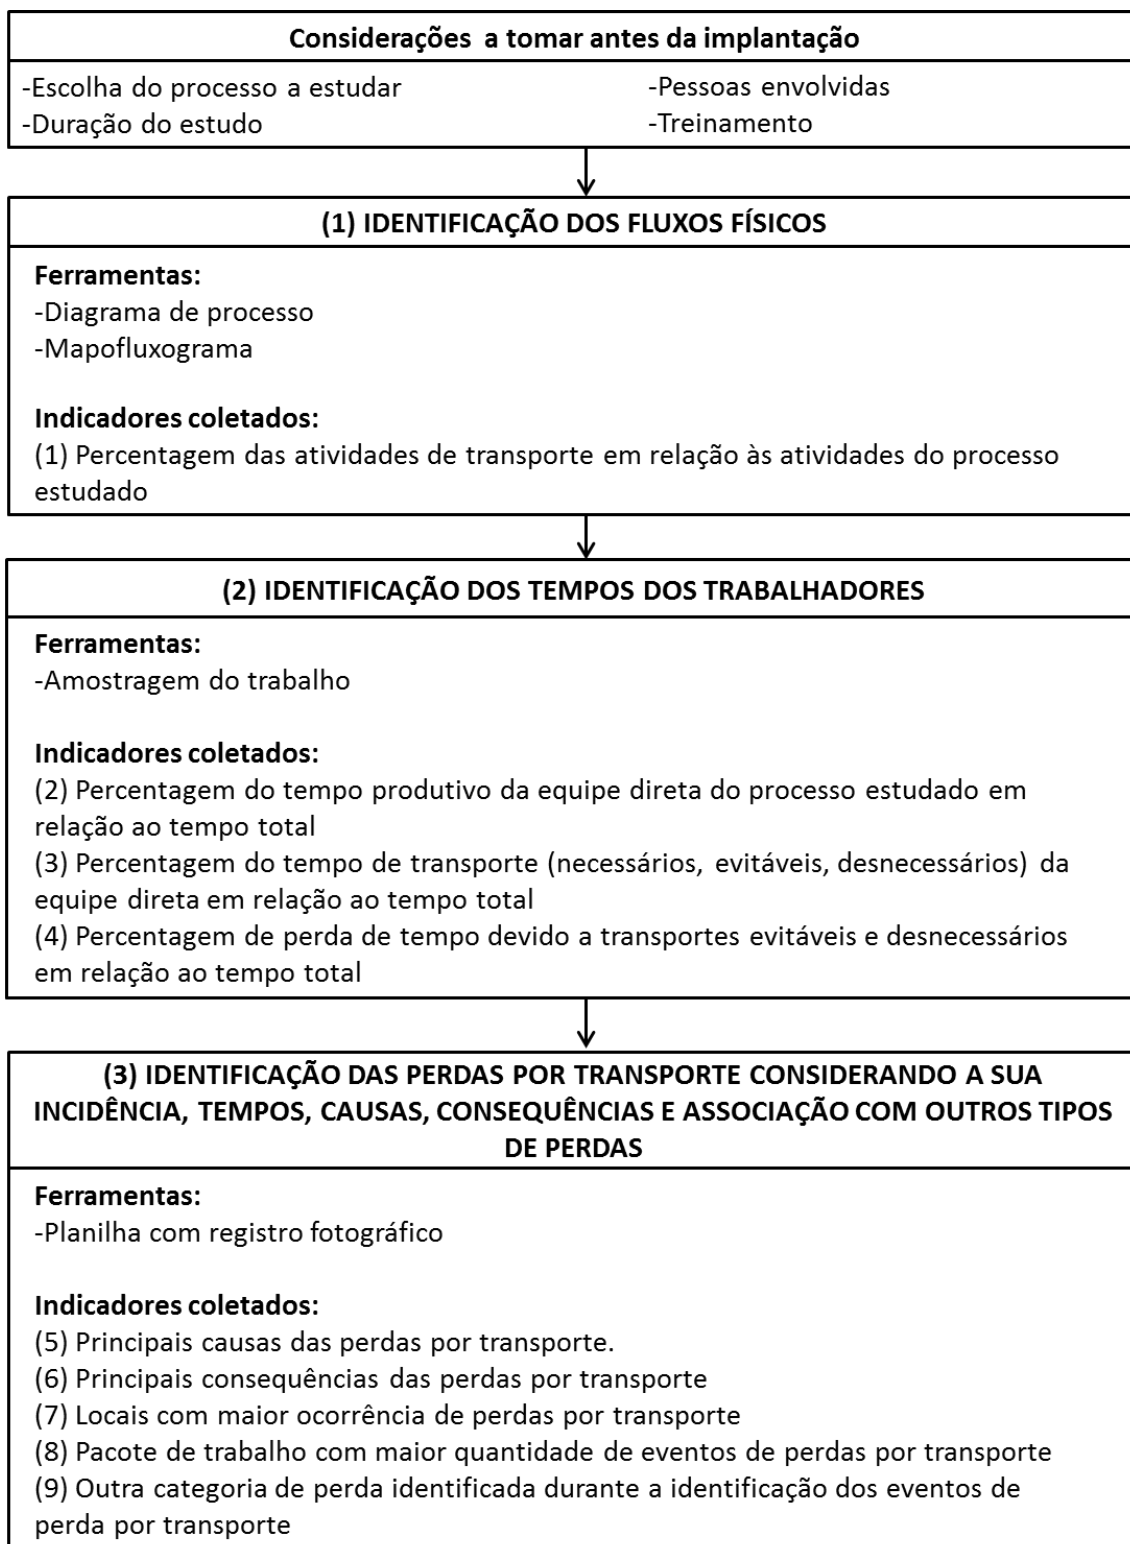 Considerações a tomar antes da implantação
-Escolha do processo a estudar
-Duração do estudo
-Pessoas envolvidas
-Treinamento
(1) IDENTIFICAÇÃO DOS FLUXOS FÍSICOS
Ferramentas:
-Diagrama de processo
-Mapofluxograma
Indicadores coletados:
(1) Percentagem das atividades de transporte em relação às atividades do processo
estudado
(2) IDENTIFICAÇÃO DOS TEMPOS DOS TRABALHADORES
Ferramentas:
-Amostragem do trabalho
Indicadores coletados:
(2) Percentagem do tempo produtivo da equipe direta do processo estudado em
relação ao tempo total
(3) Percentagem do tempo de transporte (necessários, evitáveis, desnecessários) da
equipe direta em relação ao tempo total
(4) Percentagem de perda de tempo devido a transportes evitáveis e desnecessários
em relação ao tempo total
(3) IDENTIFICAÇÃO DAS PERDAS POR TRANSPORTE CONSIDERANDO A SUA
INCIDÊNCIA, TEMPOS, CAUSAS, CONSEQUÊNCIAS E ASSOCIAÇÃO COM OUTROS TIPOS
DE PERDAS
Ferramentas:
-Planilha com registro fotográfico
Indicadores coletados:
(5) Principais causas das perdas por transporte.
(6) Principais consequências das perdas por transporte
(7) Locais com maior ocorrência de perdas por transporte
(8) Pacote de trabalho com maior quantidade de eventos de perdas por transporte
(9) Outra categoria de perda identificada durante a identificação dos eventos de
perda por transporte